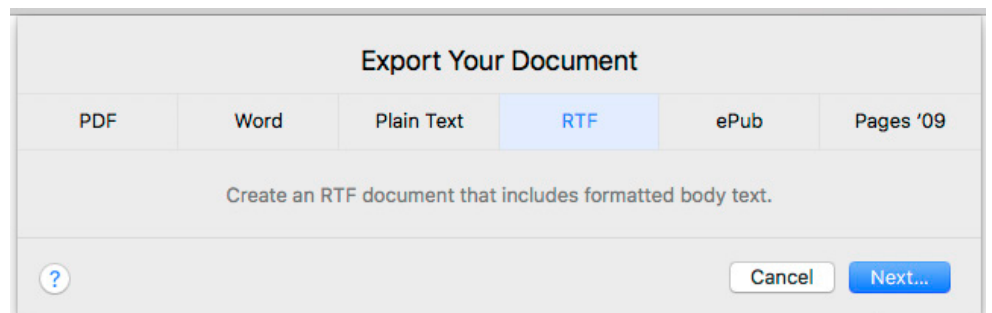 Export Your Document
PDF Word Plain Text RTF ePub Pages ’09
Create an RTF document that includes formatted body text.
? Cancel Next...